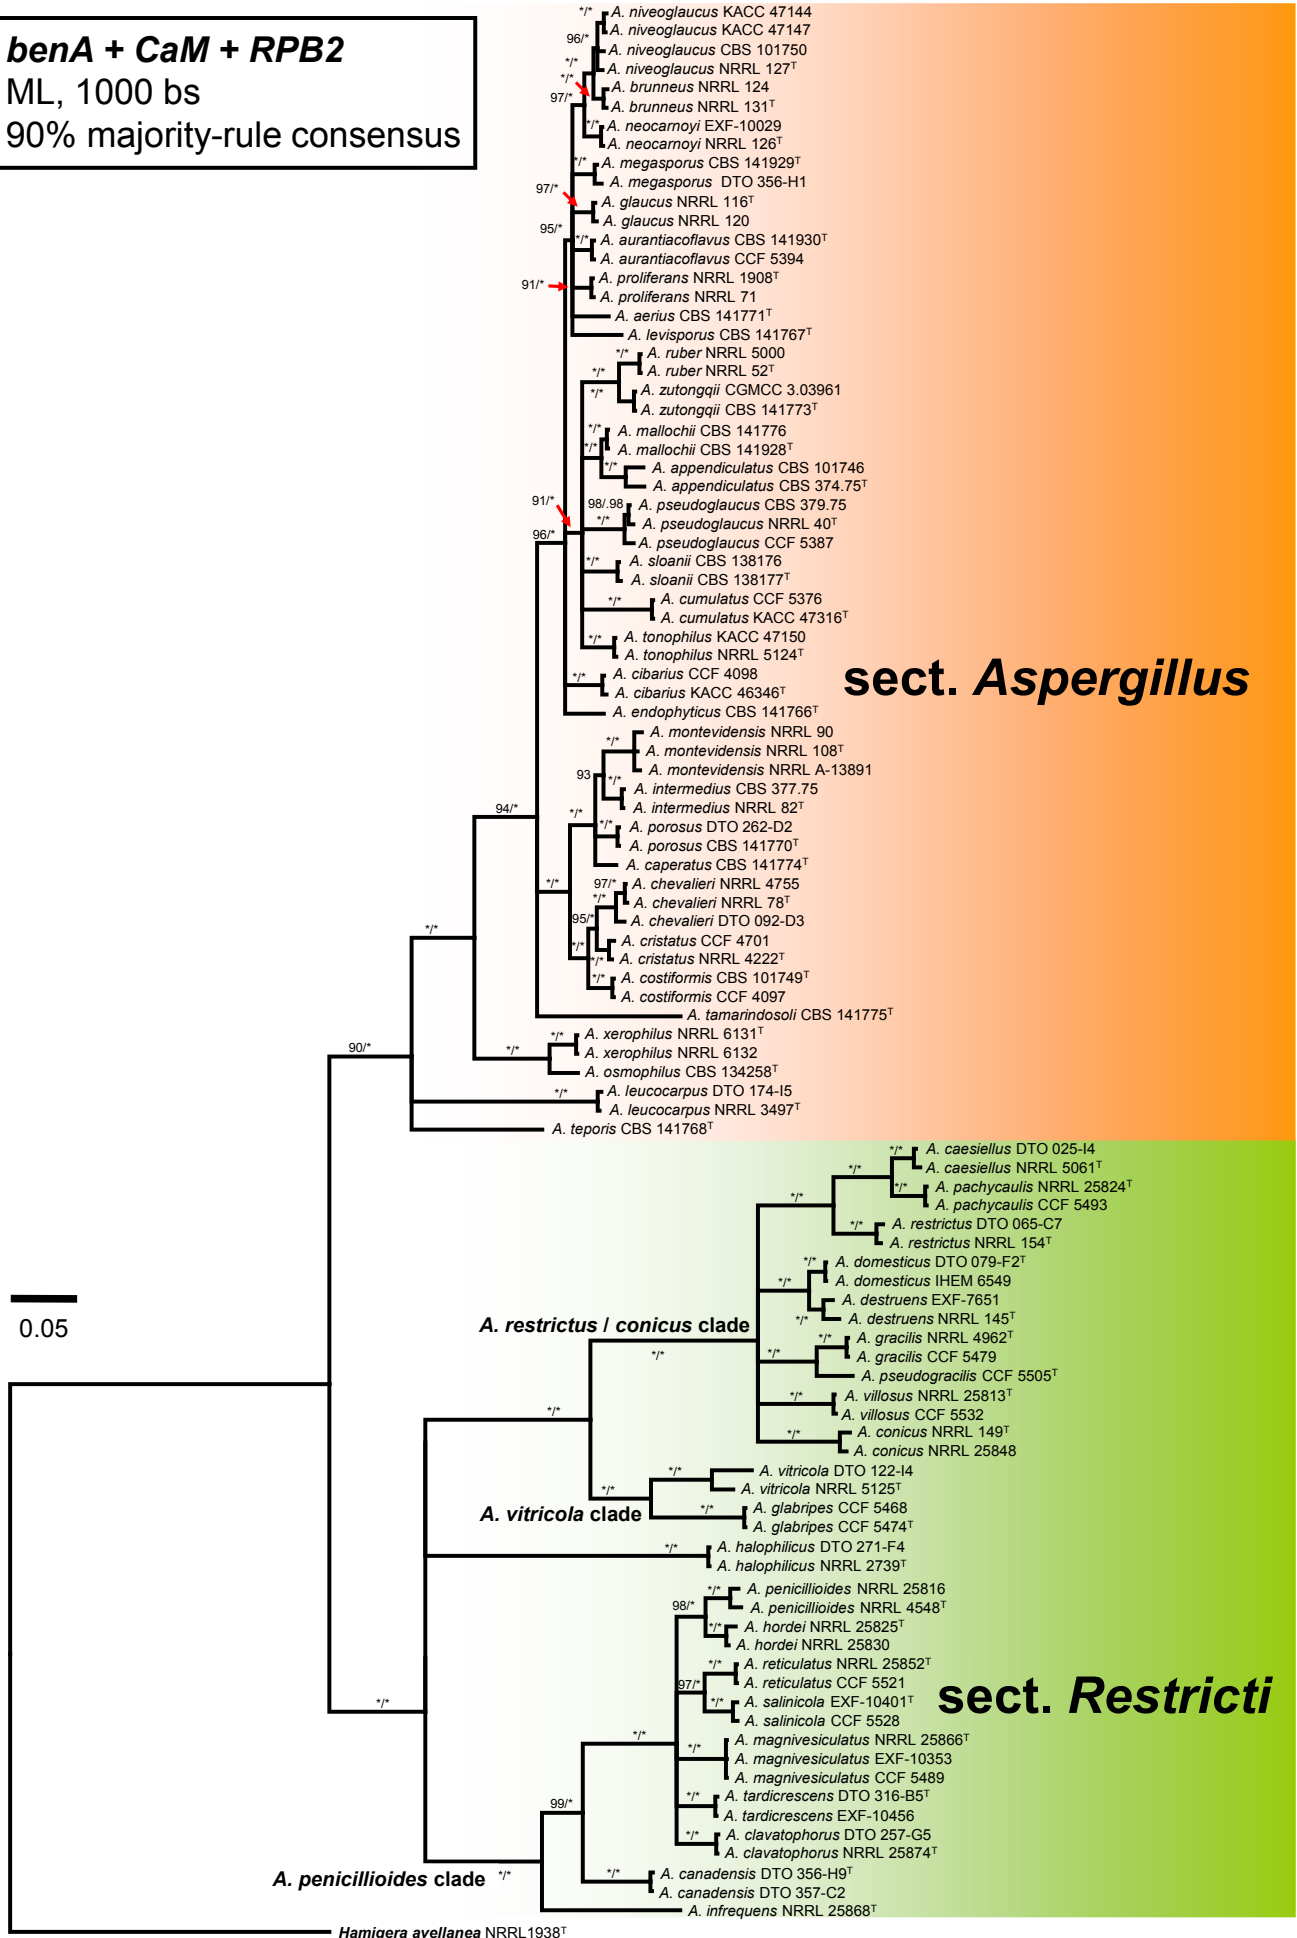 benA + CaM + RPB2
ML, 1000 bs
90% majority-rule consensus
*/* A. niveoglaucus KACC 47144
A. niveoglaucus KACC 47147
96/* A. niveoglaucus CBS 101750
*/* A. niveoglaucus NRRL 127ᵀ
*/* A. brunneus NRRL 124
97/* A. brunneus NRRL 131ᵀ
*/* A. neocarnoyi EXF-10029
A. neocarnoyi NRRL 126ᵀ
*/* A. megasporus CBS 141929ᵀ
A. megasporus DTO 356-H1
97/* A. glaucus NRRL 116ᵀ
A. glaucus NRRL 120
95/* */* A. aurantiacoflavus CBS 141930ᵀ
A. aurantiacoflavus CCF 5394
91/* A. proliferans NRRL 1908ᵀ
A. proliferans NRRL 71
A. aerius CBS 141771ᵀ
A. levisporus CBS 141767ᵀ
*/* A. ruber NRRL 5000
*/* A. ruber NRRL 52ᵀ
*/* A. zutongqii CGMCC 3.03961
A. zutongqii CBS 141773ᵀ
*/* A. mallochii CBS 141776
*/* A. mallochii CBS 141928ᵀ
*/* A. appendiculatus CBS 101746
A. appendiculatus CBS 374.75ᵀ
91/* 98/.98 A. pseudoglaucus CBS 379.75
*/* A. pseudoglaucus NRRL 40ᵀ
96/* A. pseudoglaucus CCF 5387
*/* A. sloanii CBS 138176
A. sloanii CBS 138177ᵀ
*/* A. cumulatus CCF 5376
A. cumulatus KACC 47316ᵀ
*/* A. tonophilus KACC 47150
A. tonophilus NRRL 5124ᵀ
sect. Aspergillus
*/* A. cibarius CCF 4098
A. cibarius KACC 46346ᵀ
A. endophyticus CBS 141766ᵀ
*/* A. montevidensis NRRL 90
A. montevidensis NRRL 108ᵀ
93 A. montevidensis NRRL A-13891
*/* A. intermedius CBS 377.75
94/* */* A. intermedius NRRL 82ᵀ
*/* A. porosus DTO 262-D2
A. porosus CBS 141770ᵀ
A. caperatus CBS 141774ᵀ
*/* 97/* A. chevalieri NRRL 4755
*/* A. chevalieri NRRL 78ᵀ
95/* A. chevalieri DTO 092-D3
*/* A. cristatus CCF 4701
*/* */* A. cristatus NRRL 4222ᵀ
*/* A. costiformis CBS 101749ᵀ
A. costiformis CCF 4097
A. tamarindosoli CBS 141775ᵀ
*/* A. xerophilus NRRL 6131ᵀ
90/* */* A. xerophilus NRRL 6132
A. osmophilus CBS 134258ᵀ
*/* A. leucocarpus DTO 174-I5
A. leucocarpus NRRL 3497ᵀ
A. teporis CBS 141768ᵀ
*/* A. caesiellus DTO 025-I4
*/* A. caesiellus NRRL 5061ᵀ
*/* */* A. pachycaulis NRRL 25824ᵀ
A. pachycaulis CCF 5493
*/* A. restrictus DTO 065-C7
A. restrictus NRRL 154ᵀ
*/* A. domesticus DTO 079-F2ᵀ
*/* A. domesticus IHEM 6549
A. destruens EXF-7651
*/* A. destruens NRRL 145ᵀ
0.05
A. restrictus / conicus clade
*/*
*/* A. gracilis NRRL 4962ᵀ
*/* A. gracilis CCF 5479
A. pseudogracilis CCF 5505ᵀ
*/* A. villosus NRRL 25813ᵀ
*/* A. villosus CCF 5532
*/* A. conicus NRRL 149ᵀ
A. conicus NRRL 25848
*/* A. vitricola DTO 122-I4
*/* A. vitricola NRRL 5125ᵀ
A. vitricola clade
*/* A. glabripes CCF 5468
A. glabripes CCF 5474ᵀ
*/* A. halophilicus DTO 271-F4
A. halophilicus NRRL 2739ᵀ
*/* A. penicillioides NRRL 25816
98/* A. penicillioides NRRL 4548ᵀ
*/* A. hordei NRRL 25825ᵀ
A. hordei NRRL 25830
*/* A. reticulatus NRRL 25852ᵀ
97/* A. reticulatus CCF 5521
*/* A. salinicola EXF-10401ᵀ
A. salinicola CCF 5528
sect. Restricti
*/* */* A. magnivesiculatus NRRL 25866ᵀ
*/* A. magnivesiculatus EXF-10353
A. magnivesiculatus CCF 5489
*/* A. tardicrescens DTO 316-B5ᵀ
99/* A. tardicrescens EXF-10456
*/* A. clavatophorus DTO 257-G5
A. clavatophorus NRRL 25874ᵀ
A. penicillioides clade */*
*/* A. canadensis DTO 356-H9ᵀ
A. canadensis DTO 357-C2
A. infrequens NRRL 25868ᵀ
Hamigera avellanea NRRL1938ᵀ